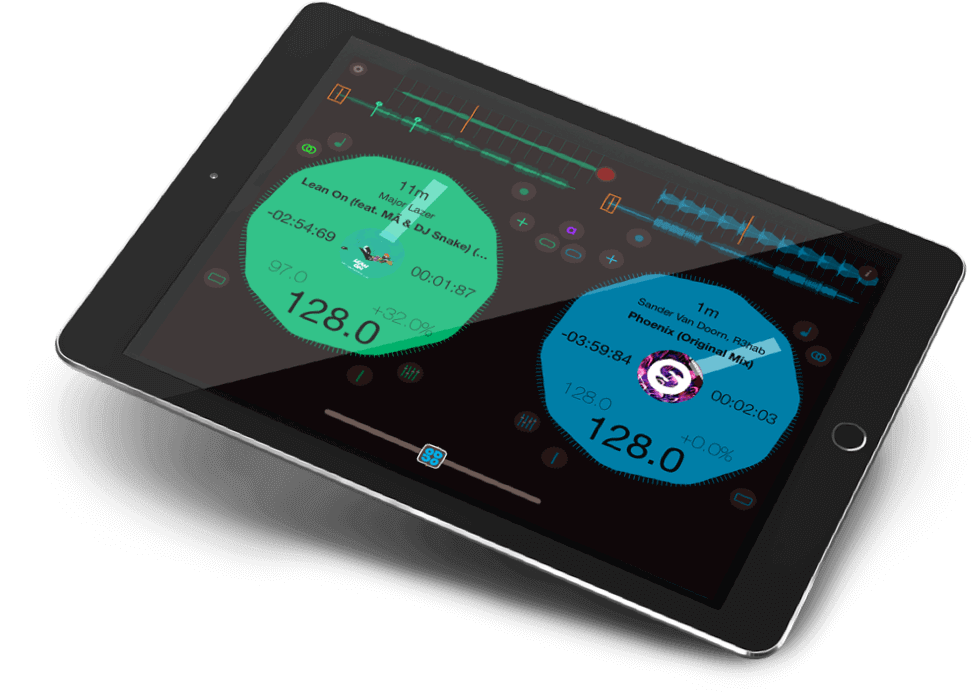 11m
Major Lazer
Lean On (feat. MØ & DJ Snake) (...
-02:54:69
00:01:87
97.0
+32.0%
128.0
1m
Sander Van Doorn, R3hab
Phoenix (Original Mix)
-03:59:84
00:02:03
128.0
+0.0%
128.0